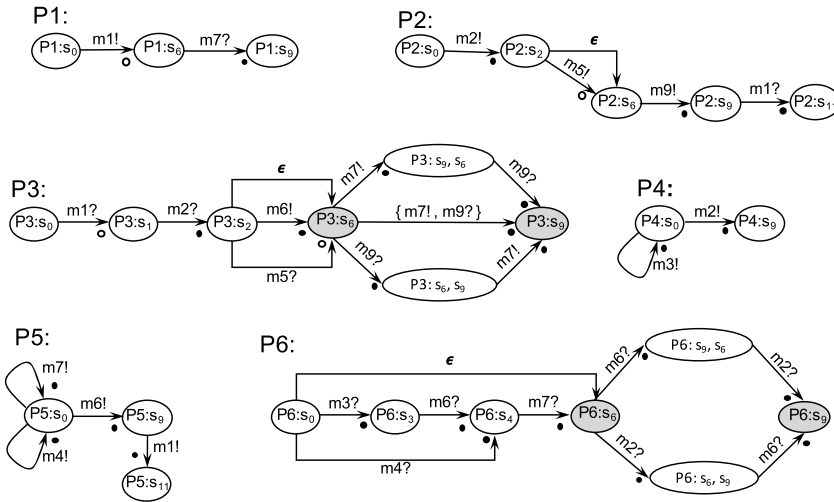 P1:
P1:s0 m1! P1:s6 m7? P1:s9
P2:
P2:s0 m2! P2:s2 ϵ
m5!
P2:s6 m9! P2:s9 m1? P2:s11
P3:
P3:s0 m1? P3:s1 m2? P3:s2 ϵ
m6!
m5?
P3:s6 m7! P3: s9, s6 m9?
{ m7! , m9? } P3:s9
m9? P3: s6, s9 m7!
P4:
P4:s0 m2! P4:s9
m3!
P5:
m7!
P5:s0 m6! P5:s9
m4! m1!
P5:s11
P6:
ϵ
P6:s0 m3? P6:s3 m6? P6:s4 m7? P6:s6
m4?
m6? P6: s9, s6 m2?
P6:s9
m2? P6: s6, s9 m6?